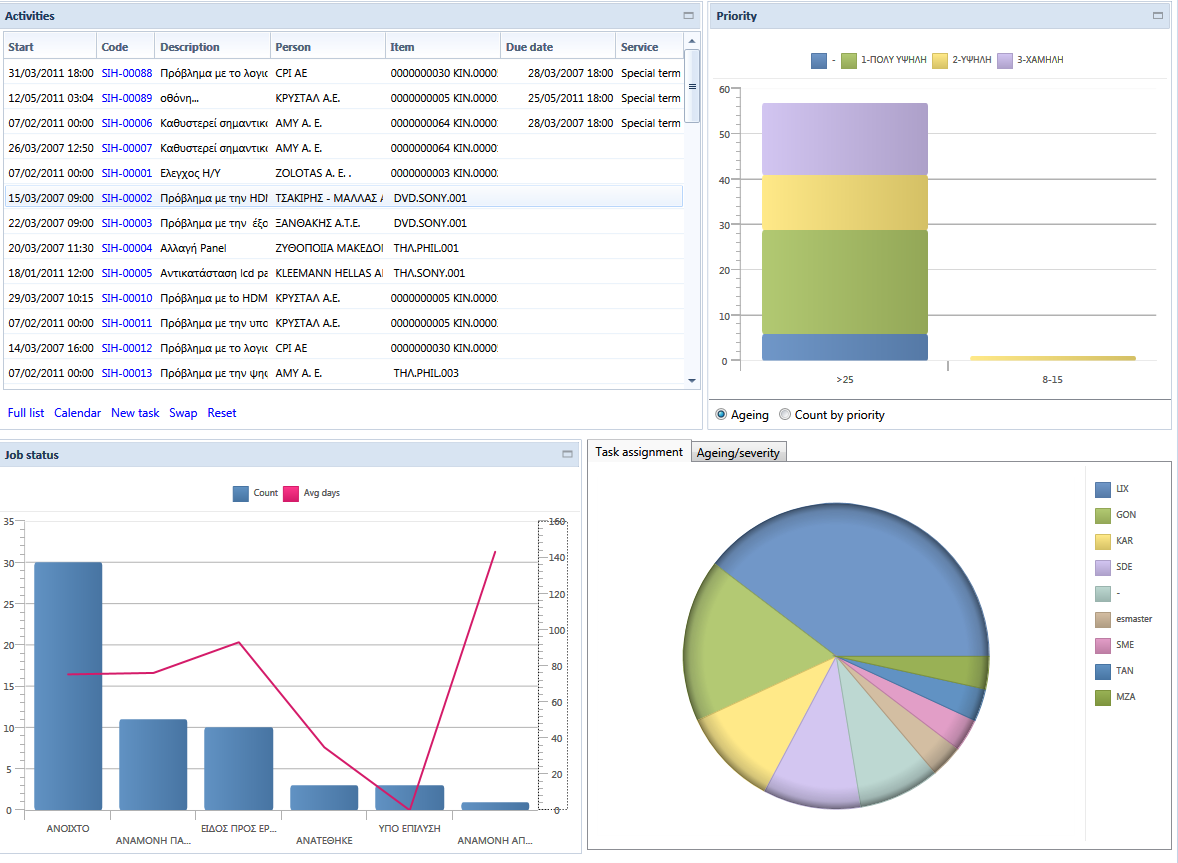 Activities
Start Code Description Person Item Due date Service
31/03/2011 18:00 SIH-00088 Πρόβλημα με το λογισ CPI AE 0000000030 KIN.0000: 28/03/2007 18:00 Special term
12/05/2011 03:04 SIH-00089 οθόνη... ΚΡΥΣΤΑΛ Α.Ε. 0000000005 KIN.0000: 25/05/2011 18:00 Special term
07/02/2011 00:00 SIH-00006 Καθυστερεί σημαντικο ΑΜΥ Α. Ε. 0000000064 KIN.0000: 28/03/2007 18:00 Special term
26/03/2007 12:50 SIH-00007 Καθυστερεί σημαντικο ΑΜΥ Α. Ε. 0000000064 KIN.0000:
07/02/2011 00:00 SIH-00001 Ελεγχος Η/Υ ZOLOTAS A. E. . 0000000003 KIN.0000:
15/03/2007 09:00 SIH-00002 Πρόβλημα με την HDM ΤΣΑΚΙΡΗΣ - ΜΑΛΛΑΣ Α DVD.SONY.001
22/03/2007 09:00 SIH-00003 Πρόβλημα με την έξο ΞΑΝΘΑΚΗΣ Α.Τ.Ε. DVD.SONY.001
20/03/2007 11:30 SIH-00004 Αλλαγή Panel ΖΥΘΟΠΟΙΙΑ ΜΑΚΕΔΟΝ ΤΗΛ.PHIL.001
18/01/2011 12:00 SIH-00005 Αντικατάσταση lcd pa KLEEMANN HELLAS AI ΤΗΛ.SONY.001
29/03/2007 10:15 SIH-00010 Πρόβλημα με to HDM ΚΡΥΣΤΑΛ Α.Ε. 0000000005 KIN.0000:
07/02/2011 00:00 SIH-00011 Πρόβλημα με την υπο ΚΡΥΣΤΑΛ Α.Ε. 0000000005 KIN.0000:
14/03/2007 16:00 SIH-00012 Πρόβλημα με το λογισ CPI AE 0000000030 KIN.0000:
07/02/2011 00:00 SIH-00013 Πρόβλημα με την ψηφ ΑΜΥ Α. Ε. ΤΗΛ.PHIL.003
Full list Calendar New task Swap Reset
Priority
- 1-ΠΟΛΥ ΥΨΗΛΗ 2-ΥΨΗΛΗ 3-ΧΑΜΗΛΗ
60
50
40
30
20
10
0
>25 8-15
Ageing Count by priority
Job status
Count Avg days
35
30
25
20
15
10
5
0
160
140
120
100
80
60
40
20
0
ΑΝΟΙΧΤΟ
ΑΝΑΜΟΝΗ ΠΑ...
ΕΙΔΟΣ ΠΡΟΣ ΕΡ...
ΑΝΑΤΕΘΗΚΕ
ΥΠΟ ΕΠΙΛΥΣΗ
ΑΝΑΜΟΝΗ ΑΠ...
Task assignment Ageing/severity
LIX
GON
KAR
SDE
-
esmaster
SME
TAN
MZA